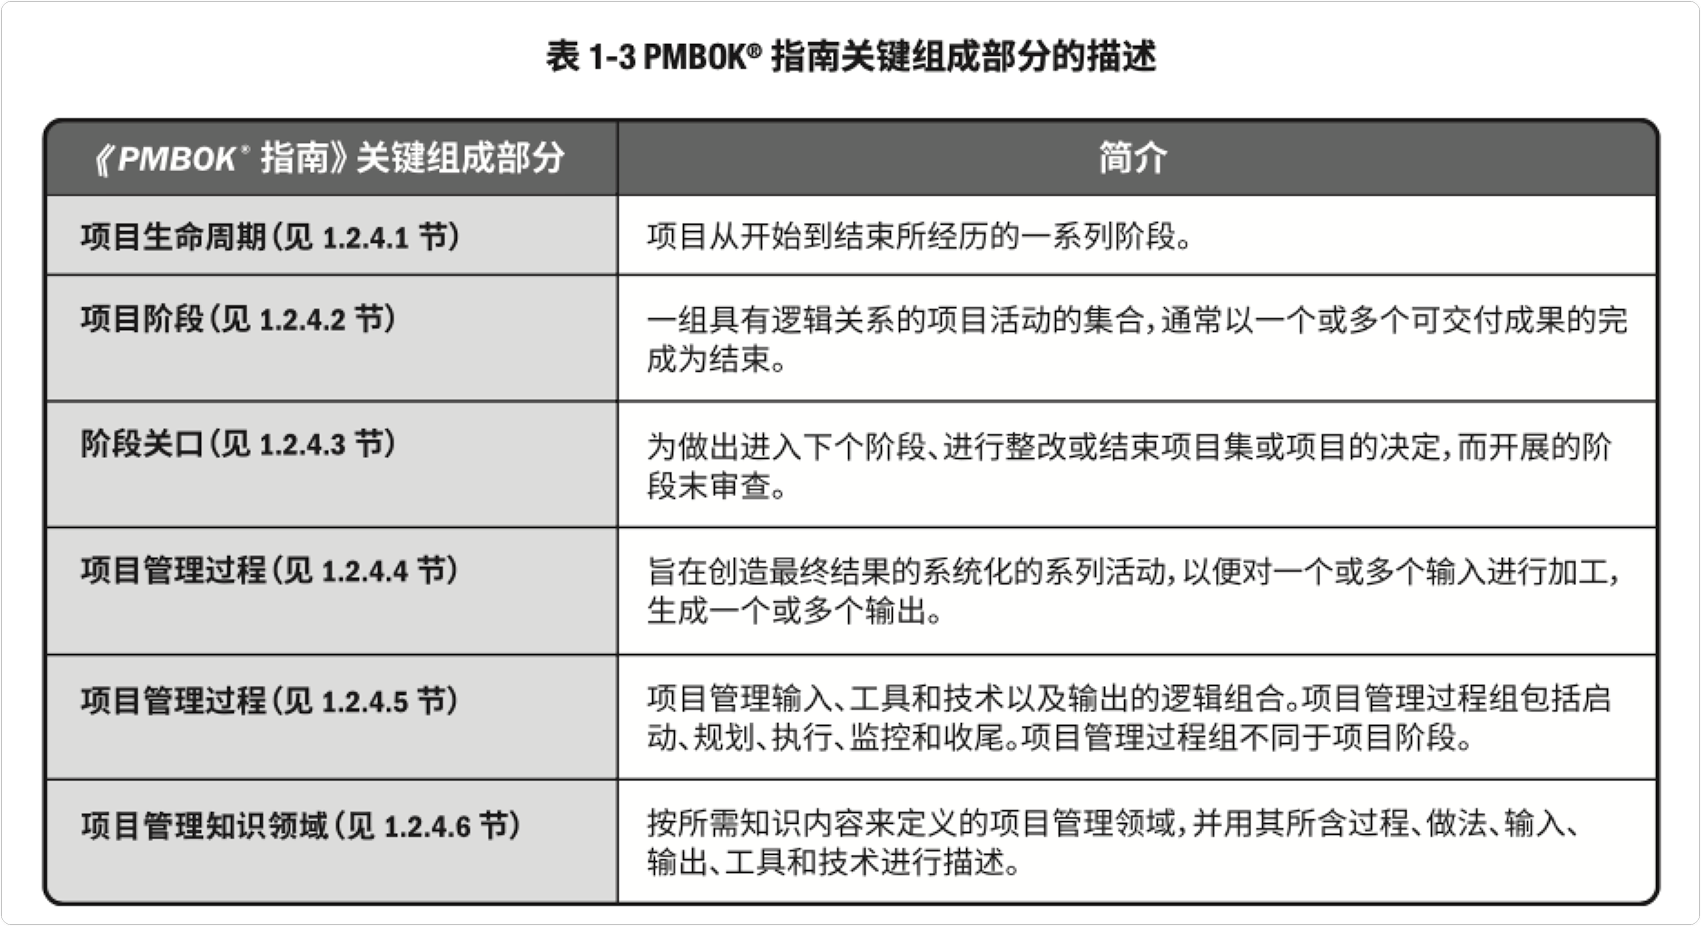 表 1-3 PMBOK® 指南关键组成部分的描述
《PMBOK® 指南》关键组成部分
简介
项目生命周期（见 1.2.4.1 节）
项目从开始到结束所经历的一系列阶段。
项目阶段（见 1.2.4.2 节）
一组具有逻辑关系的项目活动的集合，通常以一个或多个可交付成果的完
成为结束。
阶段关口（见 1.2.4.3 节）
为做出进入下个阶段、进行整改或结束项目集或项目的决定，而开展的阶
段末审查。
项目管理过程（见 1.2.4.4 节）
旨在创造最终结果的系统化的系列活动，以便对一个或多个输入进行加工，
生成一个或多个输出。
项目管理过程（见 1.2.4.5 节）
项目管理输入、工具和技术以及输出的逻辑组合。项目管理过程组包括启
动、规划、执行、监控和收尾。项目管理过程组不同于项目阶段。
项目管理知识领域（见 1.2.4.6 节）
按所需知识内容来定义的项目管理领域，并用其所含过程、做法、输入、
输出、工具和技术进行描述。